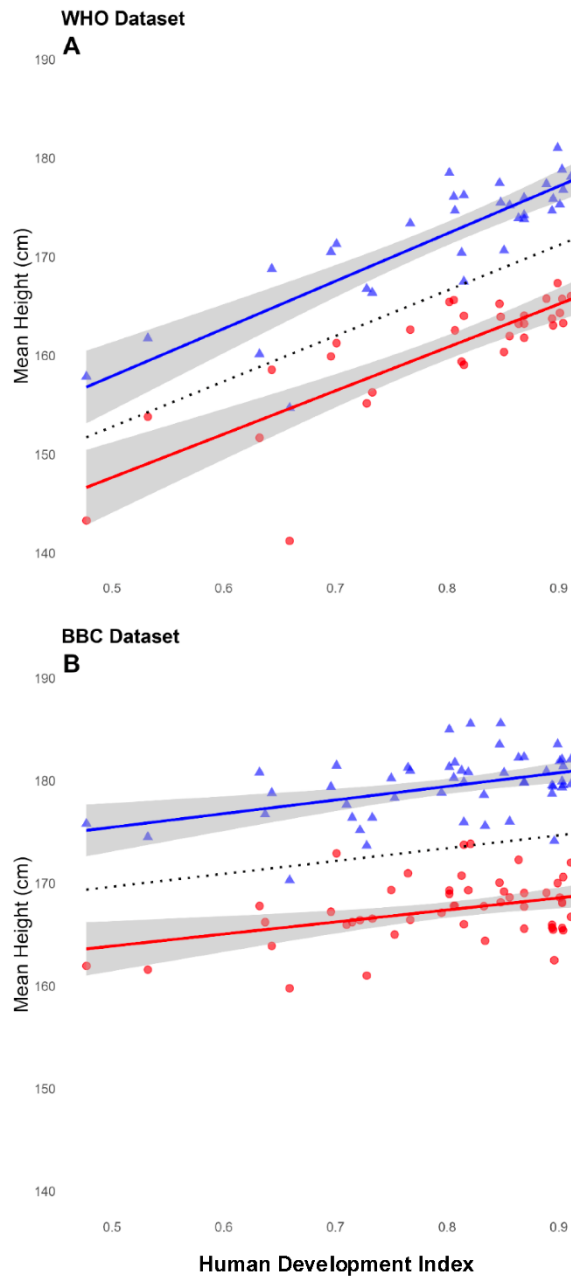 WHO Dataset
A
190
180
170
160
150
140
Mean Height (cm)
0.5 0.6 0.7 0.8 0.9
BBC Dataset
B
190
180
170
160
150
140
Mean Height (cm)
0.5 0.6 0.7 0.8 0.9
Human Development Index